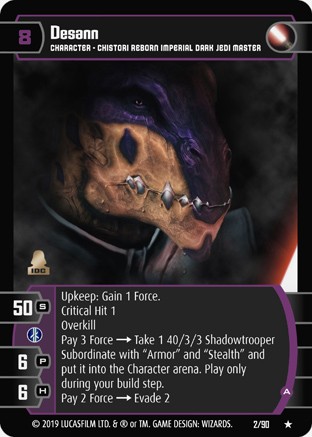 8 Desann
CHARACTER - CHISTORI REBORN IMPERIAL DARK JEDI MASTER
IDC
50 S
6 P
6 H
Upkeep: Gain 1 Force.
Critical Hit 1
Overkill
Pay 3 Force → Take 1 40/3/3 Shadowtrooper
Subordinate with "Armor" and "Stealth" and
put it into the Character arena. Play only
during your build step.
Pay 2 Force → Evade 2
A
© 2019 LUCASFILM LTD. & ® or TM. GAME DESIGN: WIZARDS. 2/90 ★